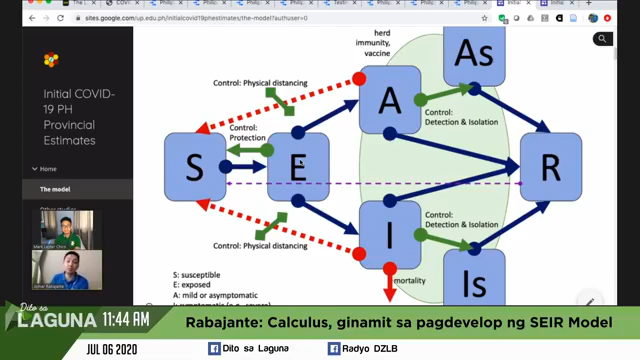 sites.google.com/up.edu.ph/initialcovid19phestimates/the-model?authuser=0
Initial COVID-
19 PH
Provincial
Estimates
Home
The model
Other studies
herd
immunity,
vaccine
Control: Physical distancing
Control:
Protection
Control: Physical distancing
Control:
Detection & Isolation
Control:
Detection & Isolation
mortality
As
A
S
E
R
I
Is
S: susceptible
E: exposed
A: mild or asymptomatic
Dito sa
LAGUNA
11:44 AM
Rabajante: Calculus, ginamit sa pagdevelop ng SEIR Model
JUL 06 2020
Dito sa Laguna
Radyo DZLB